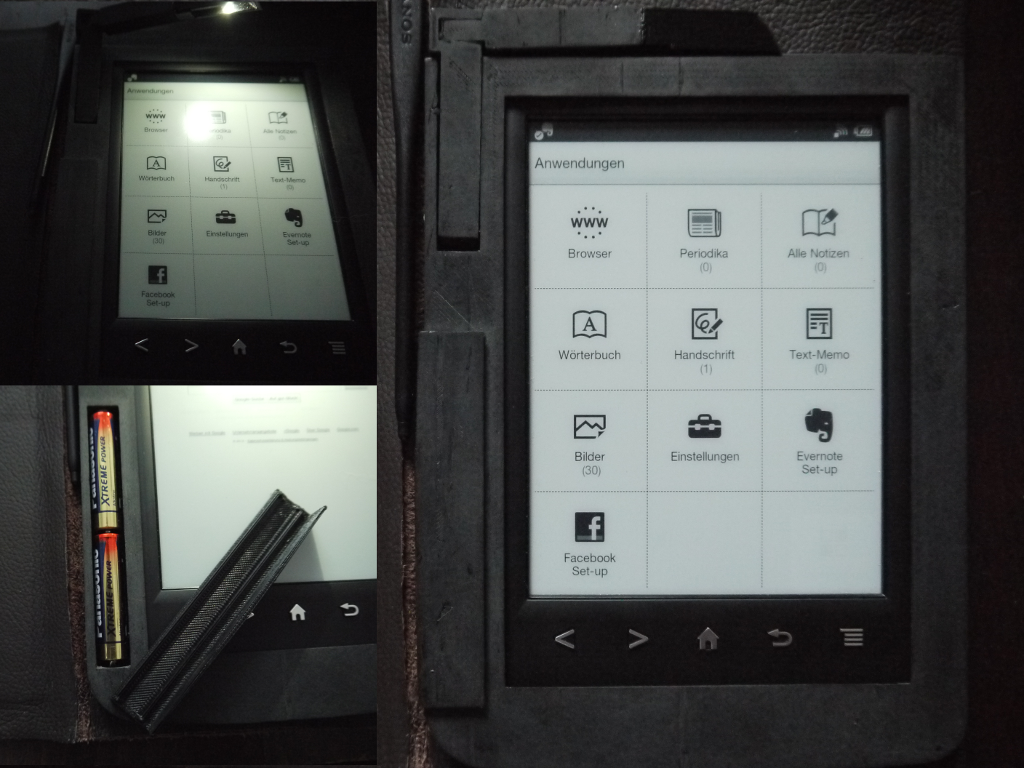 Anwendungen
www
Browser
Periodika
(0)
Alle Notizen
(0)
A
Wörterbuch
Handschrift
(1)
T
Text-Memo
(0)
Bilder
(30)
Einstellungen
Evernote
Set-up
f
Facebook
Set-up
Panasonic
XTREME POWER
Panasonic
XTREME POWER
Anwendungen
www
Browser
Periodika
(0)
Alle Notizen
(0)
A
Wörterbuch
Handschrift
(1)
T
Text-Memo
(0)
Bilder
(30)
Einstellungen
Evernote
Set-up
f
Facebook
Set-up